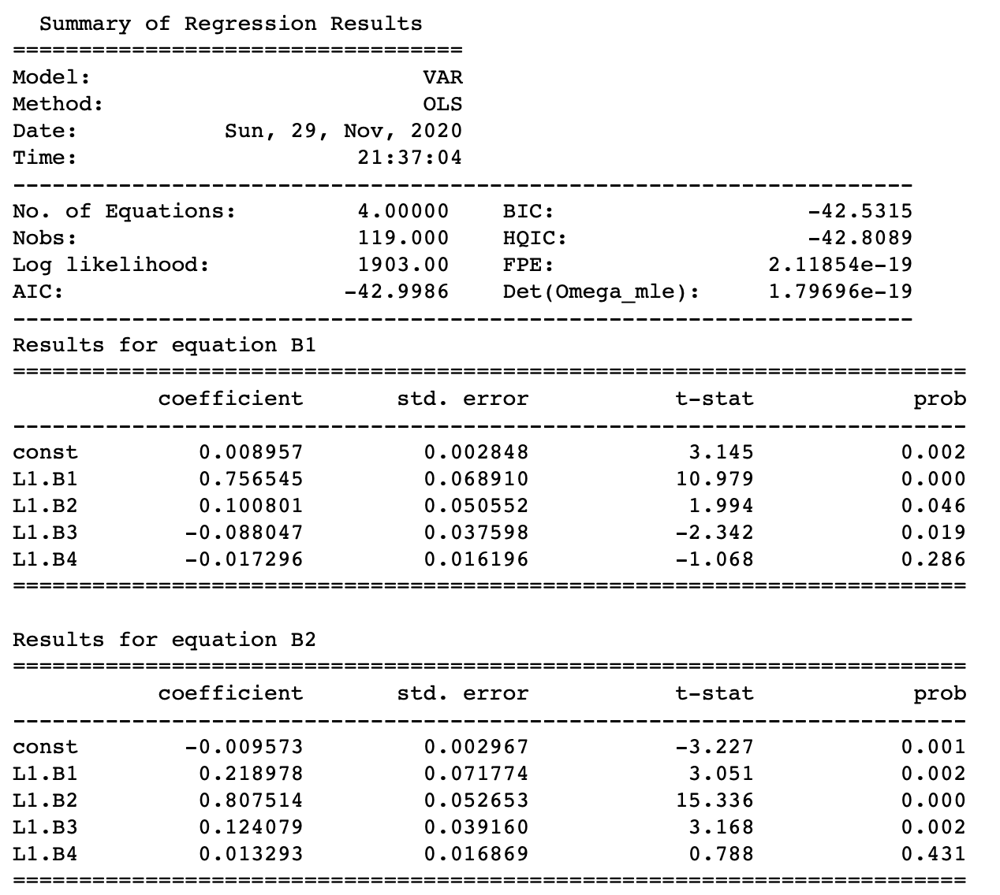 Summary of Regression Results
==================================
Model:                         VAR
Method:                        OLS
Date:           Sun, 29, Nov, 2020
Time:                     21:37:04
--------------------------------------------------------------------
No. of Equations:         4.00000    BIC:                   -42.5315
Nobs:                     119.000    HQIC:                  -42.8089
Log likelihood:           1903.00    FPE:                2.11854e-19
AIC:                     -42.9986    Det(Omega_mle):     1.79696e-19
--------------------------------------------------------------------
Results for equation B1
========================================================================
           coefficient       std. error           t-stat            prob
------------------------------------------------------------------------
const         0.008957         0.002848            3.145           0.002
L1.B1         0.756545         0.068910           10.979           0.000
L1.B2         0.100801         0.050552            1.994           0.046
L1.B3        -0.088047         0.037598           -2.342           0.019
L1.B4        -0.017296         0.016196           -1.068           0.286
========================================================================
Results for equation B2
========================================================================
           coefficient       std. error           t-stat            prob
------------------------------------------------------------------------
const        -0.009573         0.002967           -3.227           0.001
L1.B1         0.218978         0.071774            3.051           0.002
L1.B2         0.807514         0.052653           15.336           0.000
L1.B3         0.124079         0.039160            3.168           0.002
L1.B4         0.013293         0.016869            0.788           0.431
========================================================================